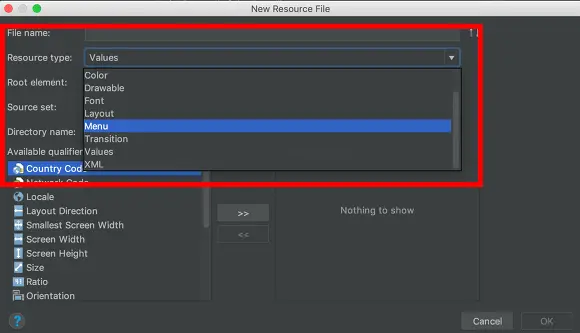 New Resource File
File name:
Resource type: Values
Root element:
Source set:
Directory name:
Color
Drawable
Font
Layout
Menu
Transition
Values
XML
Available qualifie
Country Cod
Network Code
Locale
Layout Direction
Smallest Screen Width
Screen Width
Screen Height
Size
Ratio
Orientation
>>
<<
Nothing to show
?
Cancel
OK